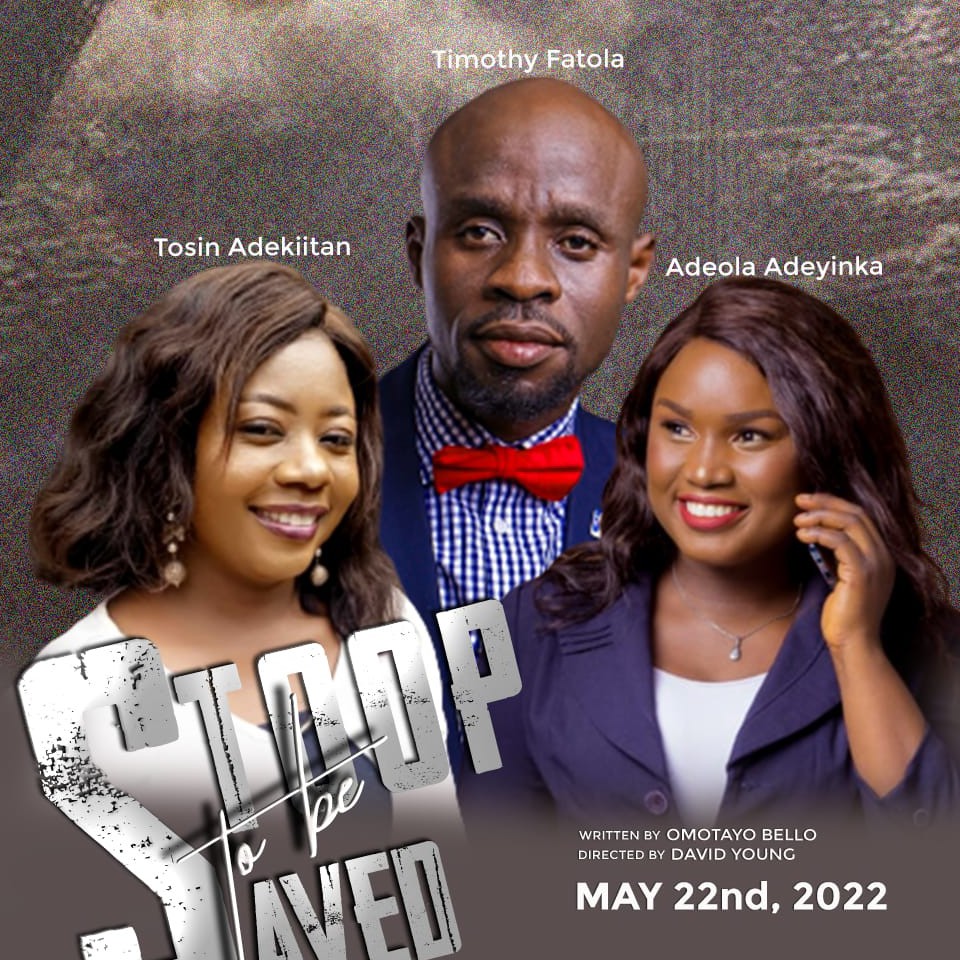 Timothy Fatola
Tosin Adekiitan
Adeola Adeyinka
STOOP
to be
SAVED
WRITTEN BY OMOTAYO BELLO
DIRECTED BY DAVID YOUNG
MAY 22nd, 2022